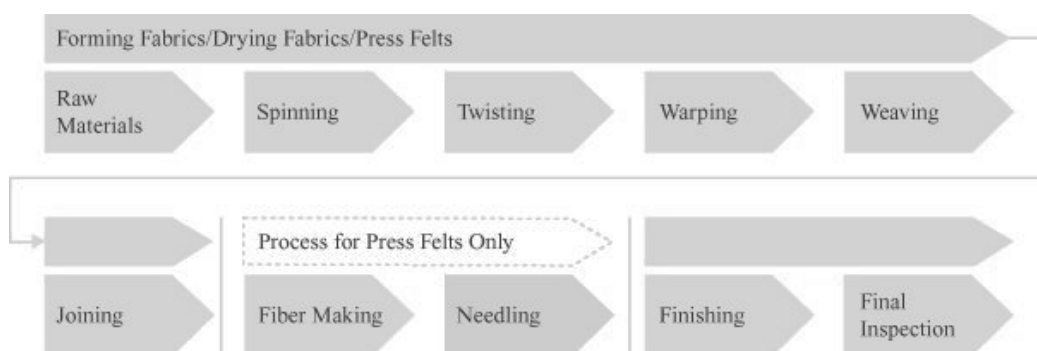 Forming Fabrics/Drying Fabrics/Press Felts
Raw
Materials
Spinning
Twisting
Warping
Weaving
Process for Press Felts Only
Joining
Fiber Making
Needling
Finishing
Final
Inspection